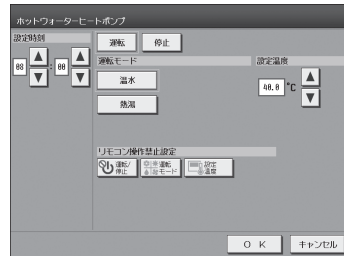 ホットウォーターヒートポンプ
設定時刻
運転 停止
運転モード 設定温度
08 : 00
温水
40.0 °C
熱湯
リモコン操作禁止設定
運転/停止 運転モード 設定温度
OK キャンセル